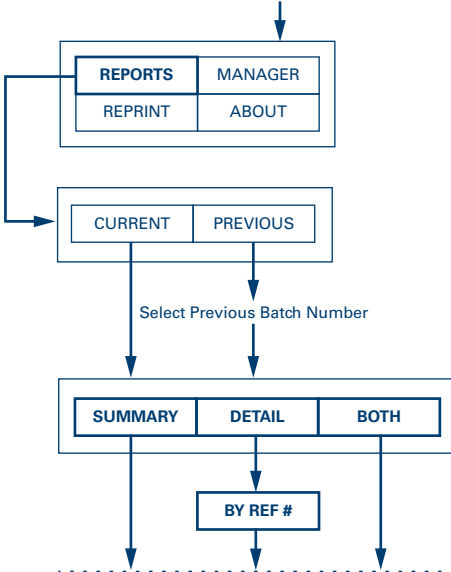 REPORTS MANAGER
REPRINT ABOUT
CURRENT PREVIOUS
Select Previous Batch Number
SUMMARY DETAIL BOTH
BY REF #